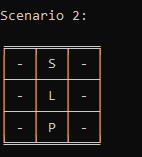 Scenario 2:
| - | S | - |
| - | L | - |
| - | P | - |